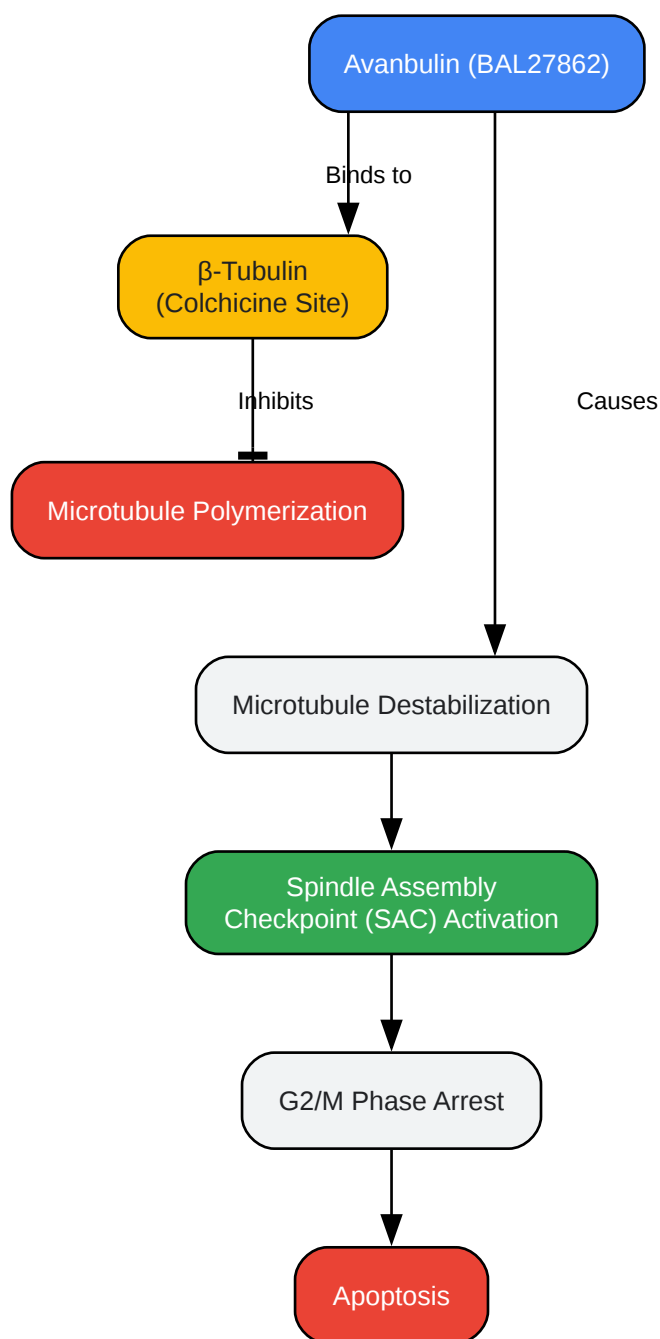 Avanbulin (BAL27862)
Binds to
β-Tubulin
(Colchicine Site)
Inhibits
Causes
Microtubule Polymerization
Microtubule Destabilization
Spindle Assembly
Checkpoint (SAC) Activation
G2/M Phase Arrest
Apoptosis